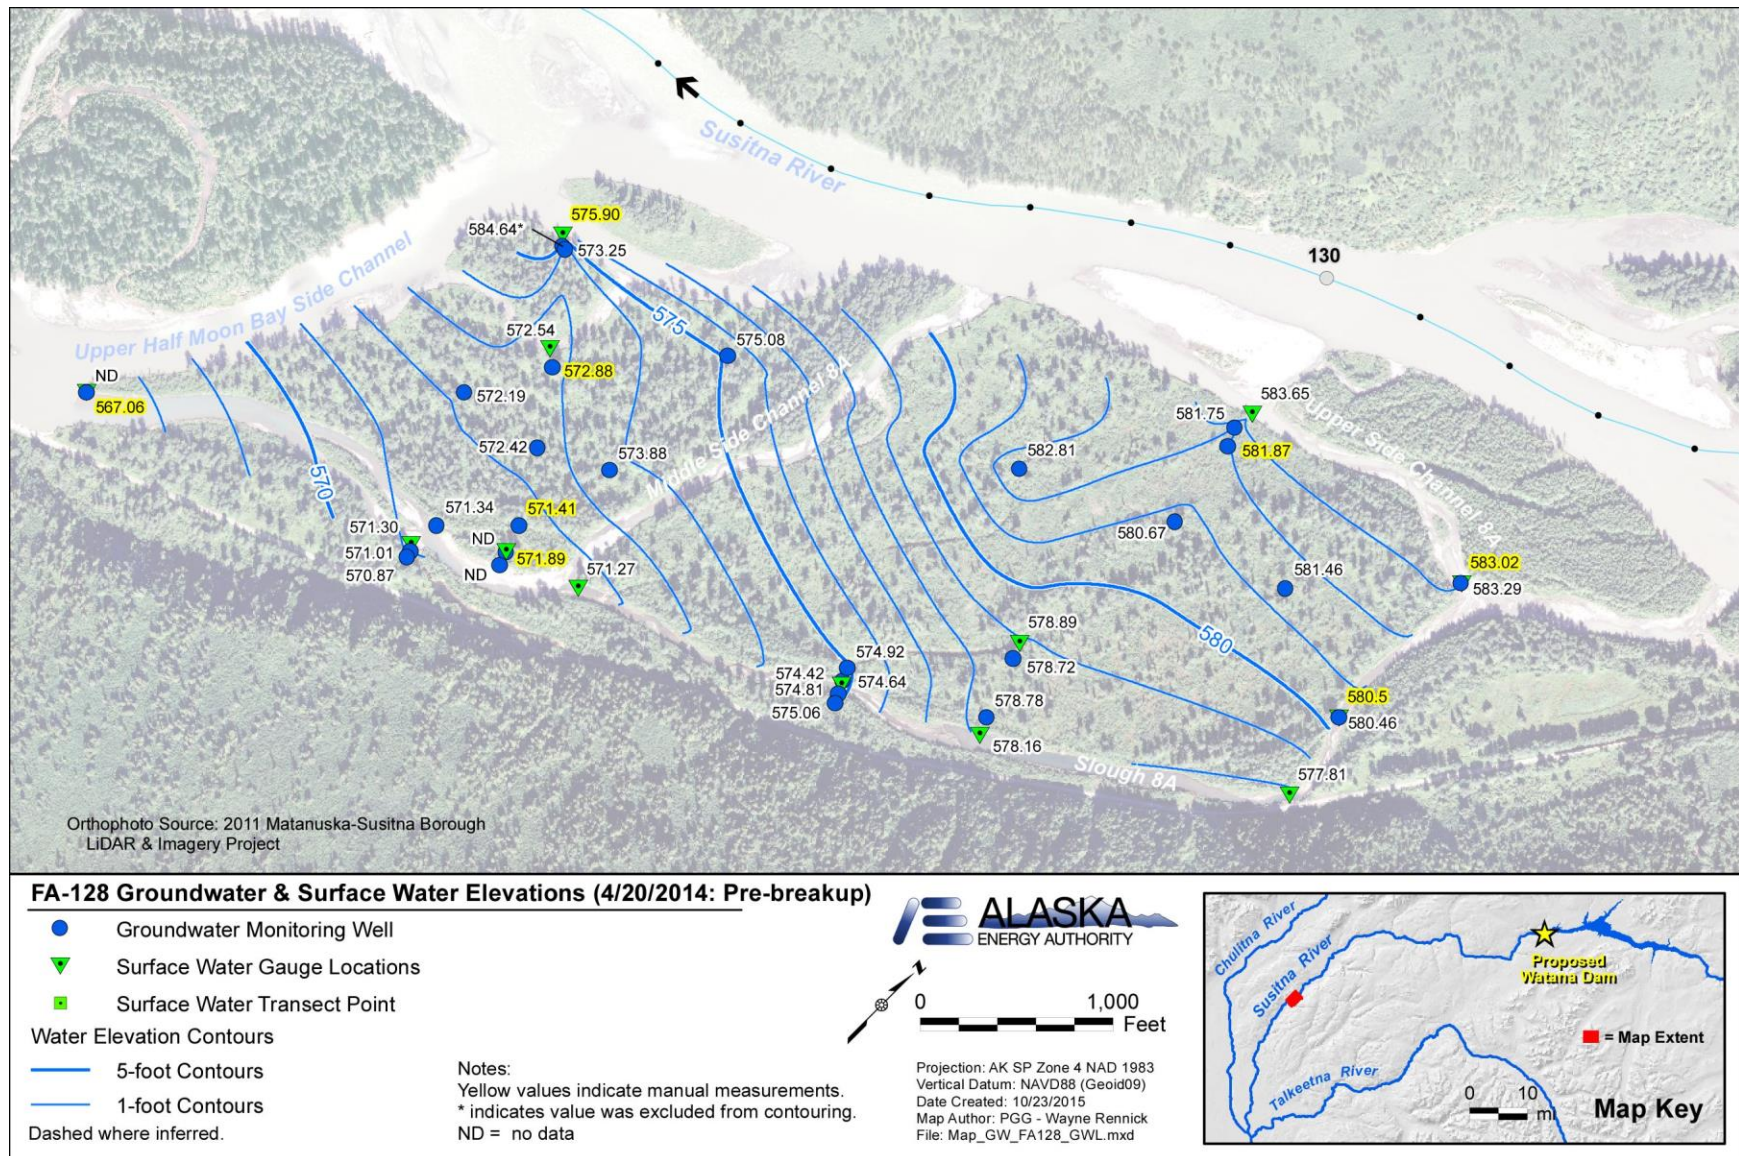 Susitna River
130
575.90
584.64*
573.25
Upper Half Moon Bay Side Channel
575
572.54
575.08
ND
572.88
567.06
572.19
Middle Side Channel 8A
583.65
581.75
Upper Side Channel 8A
581.87
572.42
573.88
582.81
570
571.34
571.41
571.30
ND
580.67
571.01
571.89
570.87
ND
571.27
581.46
583.02
583.29
578.89
580
574.92
574.42
574.64
578.72
574.81
575.06
578.78
580.5
580.46
578.16
Slough 8A
577.81
Orthophoto Source: 2011 Matanuska-Susitna Borough
LiDAR & Imagery Project
FA-128 Groundwater & Surface Water Elevations (4/20/2014: Pre-breakup)
Groundwater Monitoring Well
Surface Water Gauge Locations
Surface Water Transect Point
Water Elevation Contours
5-foot Contours
1-foot Contours
Dashed where inferred.
Notes:
Yellow values indicate manual measurements.
* indicates value was excluded from contouring.
ND = no data
ALASKA
ENERGY AUTHORITY
N
0 1,000
Feet
Projection: AK SP Zone 4 NAD 1983
Vertical Datum: NAVD88 (Geoid09)
Date Created: 10/23/2015
Map Author: PGG - Wayne Rennick
File: Map_GW_FA128_GWL.mxd
Chulitna River
Susitna River
Proposed
Watana Dam
= Map Extent
Talkeetna River
0 10
mi
Map Key